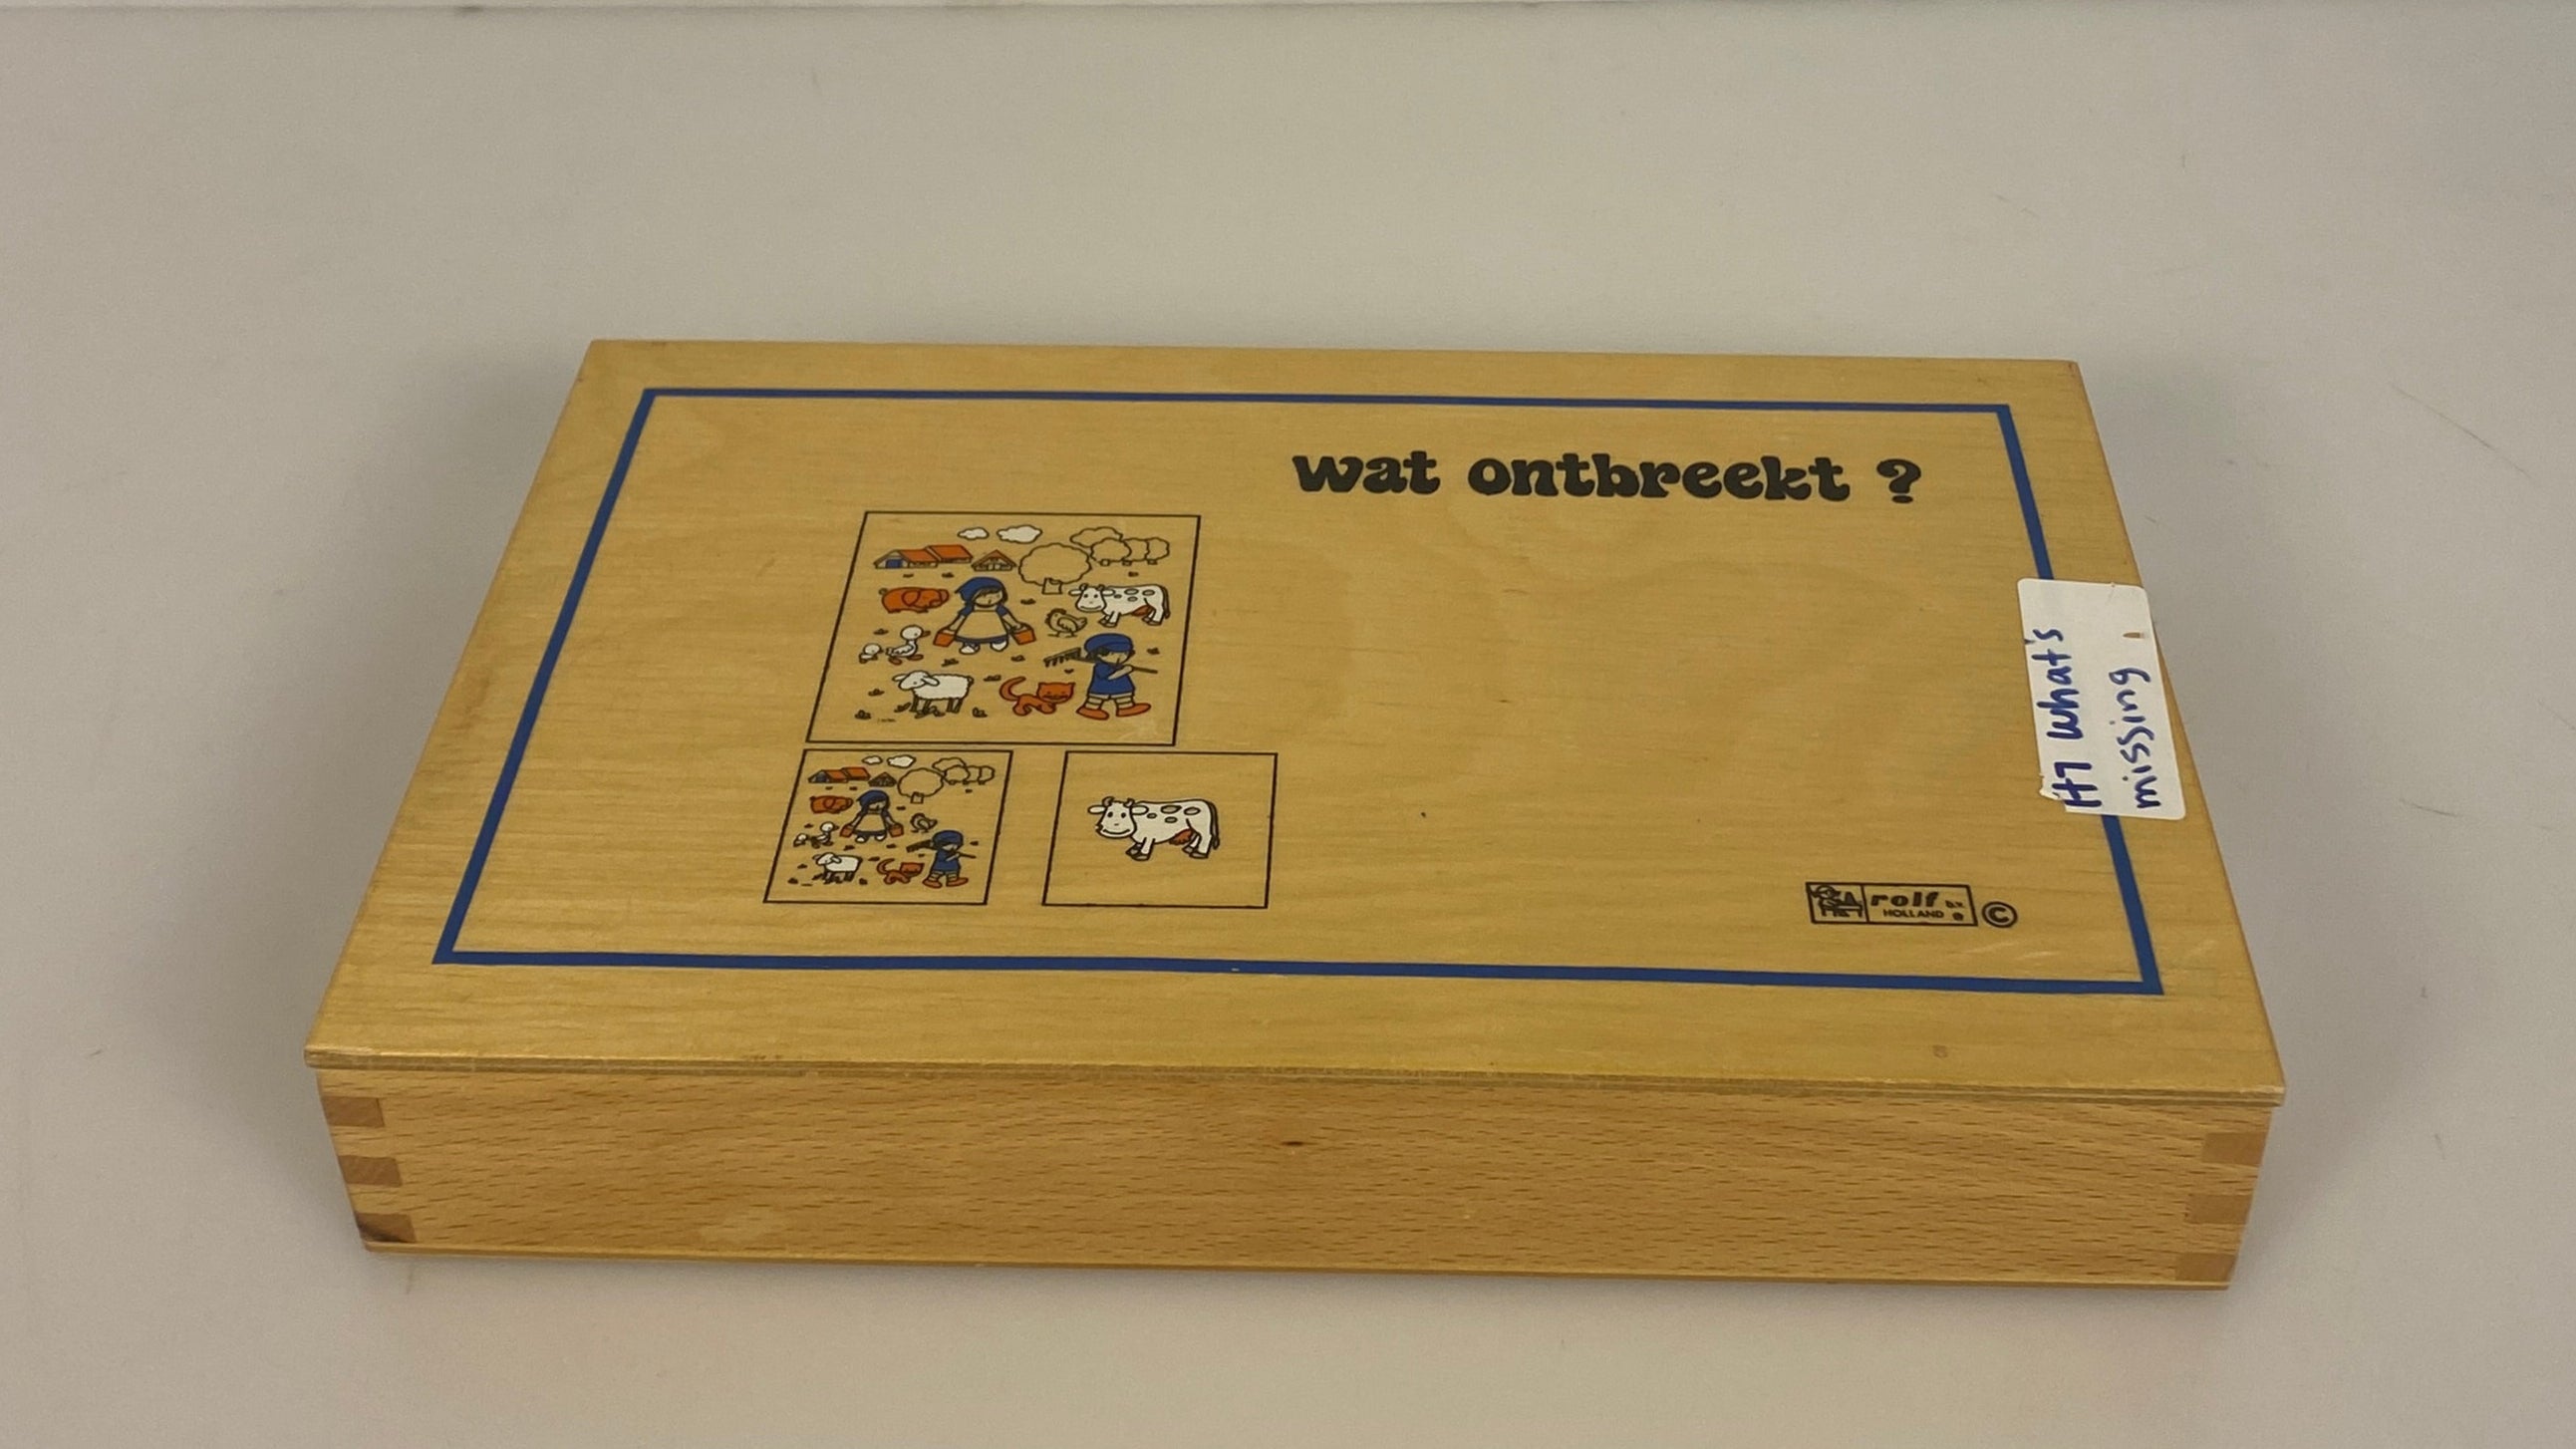 wat ontbreekt ?
H7 what's
missing
rolf b.v.
HOLLAND
©